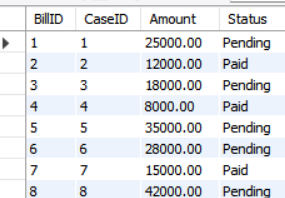 BillID CaseID Amount Status
1 1 25000.00 Pending
2 2 12000.00 Paid
3 3 18000.00 Pending
4 4 8000.00 Paid
5 5 35000.00 Pending
6 6 28000.00 Pending
7 7 15000.00 Paid
8 8 42000.00 Pending